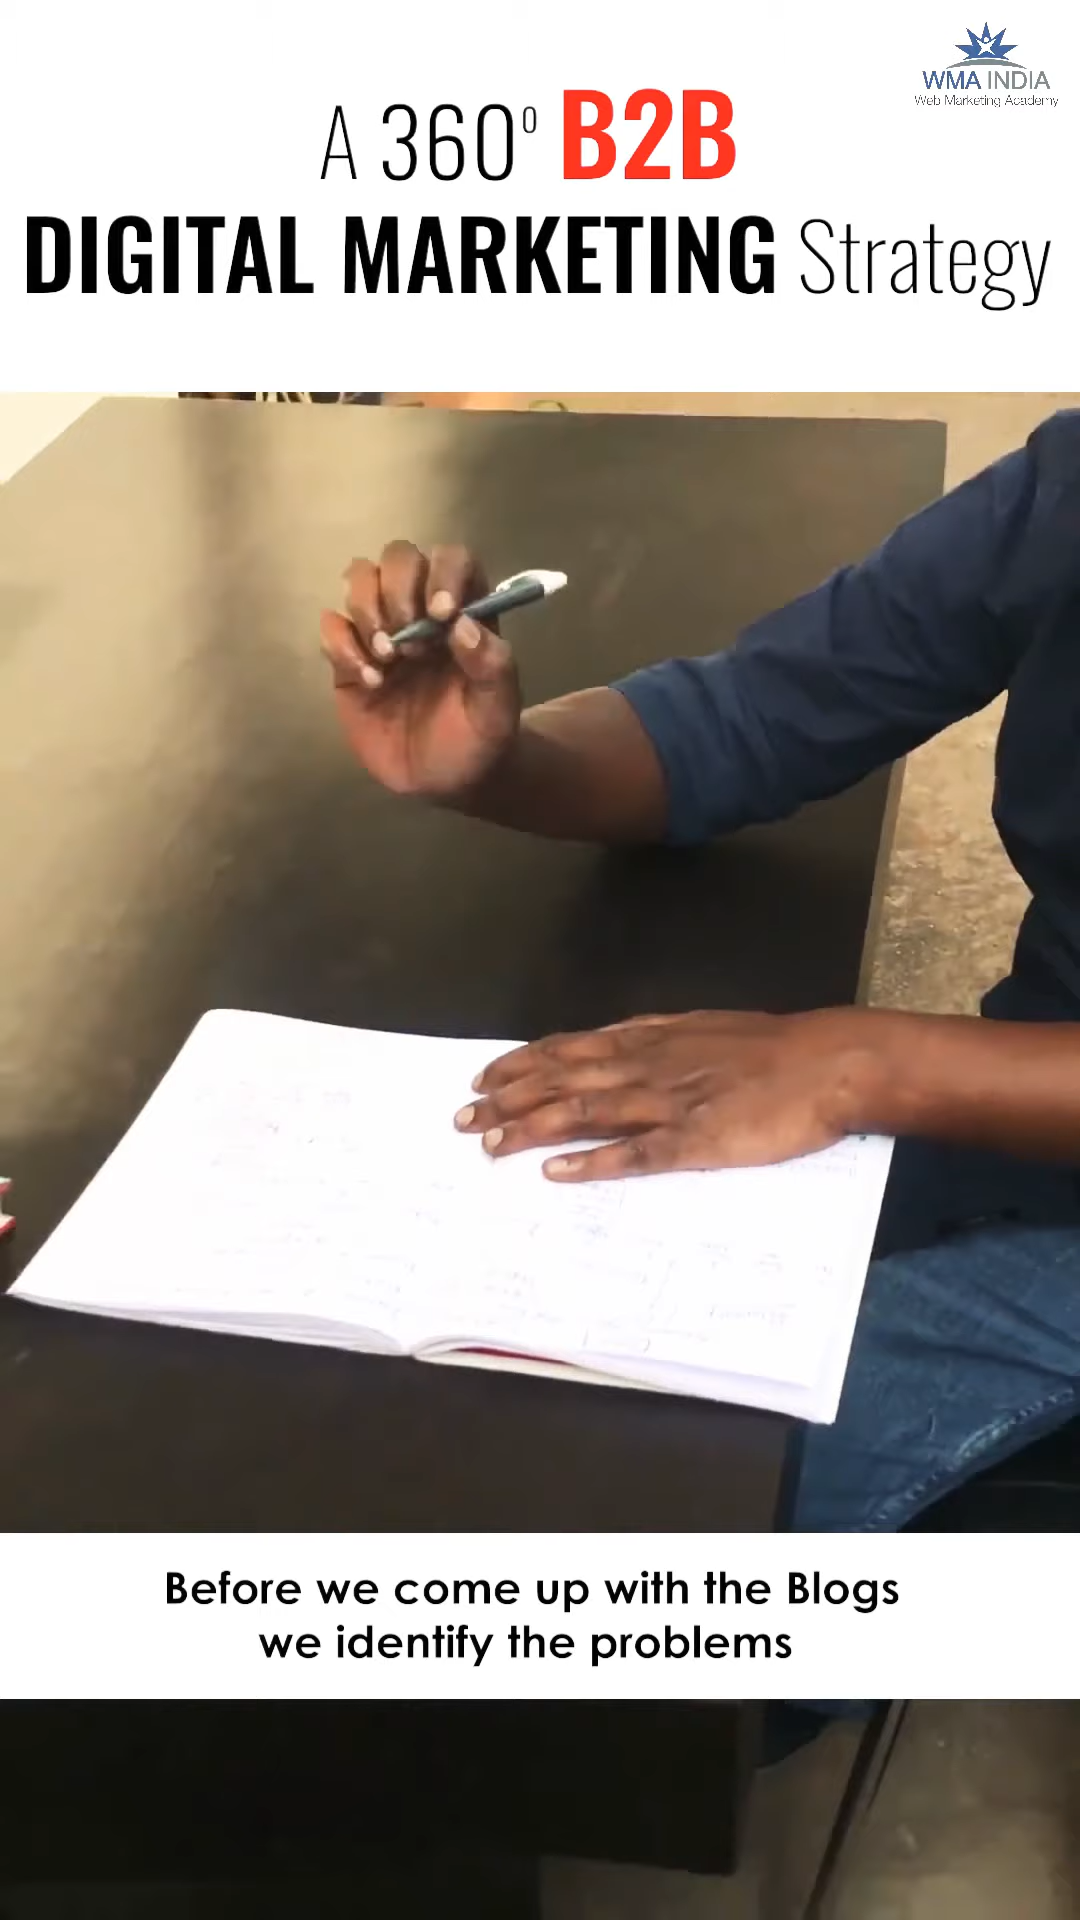 WMA INDIA
Web Marketing Academy
A 360⁰ B2B
DIGITAL MARKETING Strategy
Before we come up with the Blogs
we identify the problems